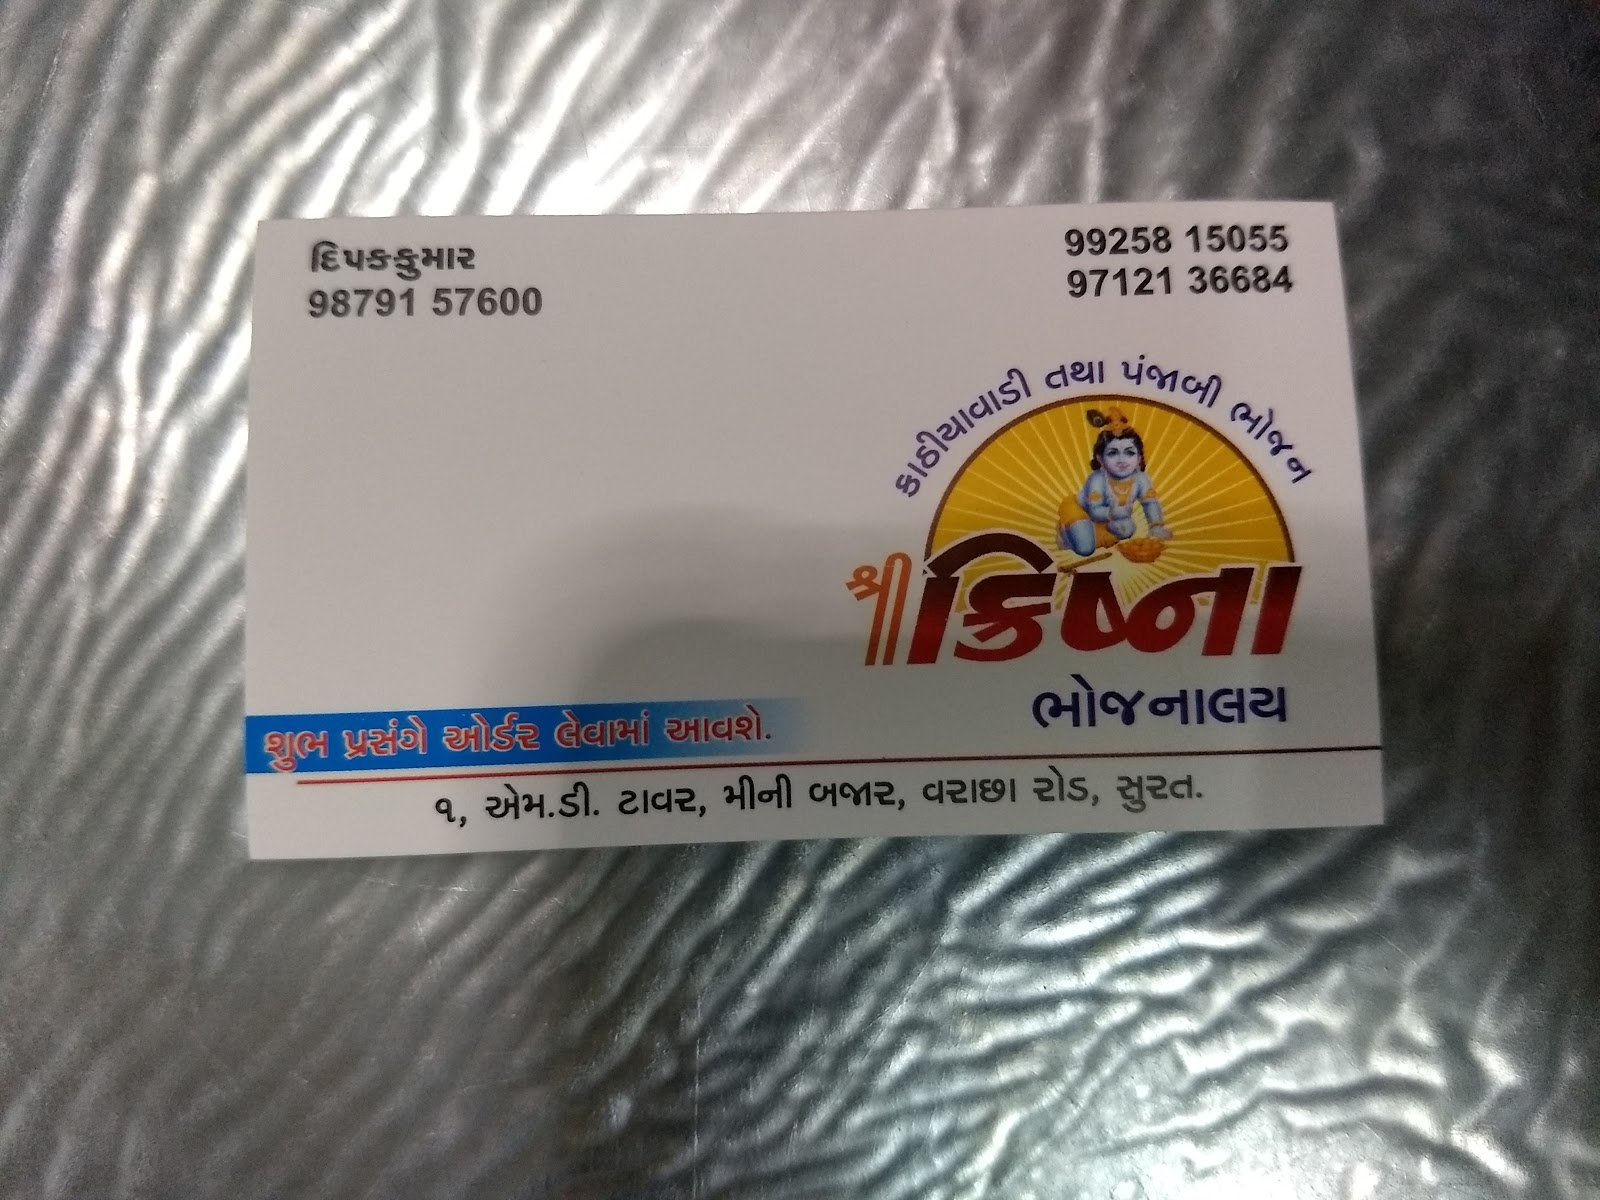 દિપકકુમાર
98791 57600
99258 15055
97121 36684
કાઠીયાવાડી તથા પંજાબી ભોજન
શ્રી ક્રિષ્ના
ભોજનાલય
શુભ પ્રસંગે ઓર્ડર લેવામાં આવશે.
૧, એમ.ડી. ટાવર, મીની બજાર, વરાછા રોડ, સુરત.